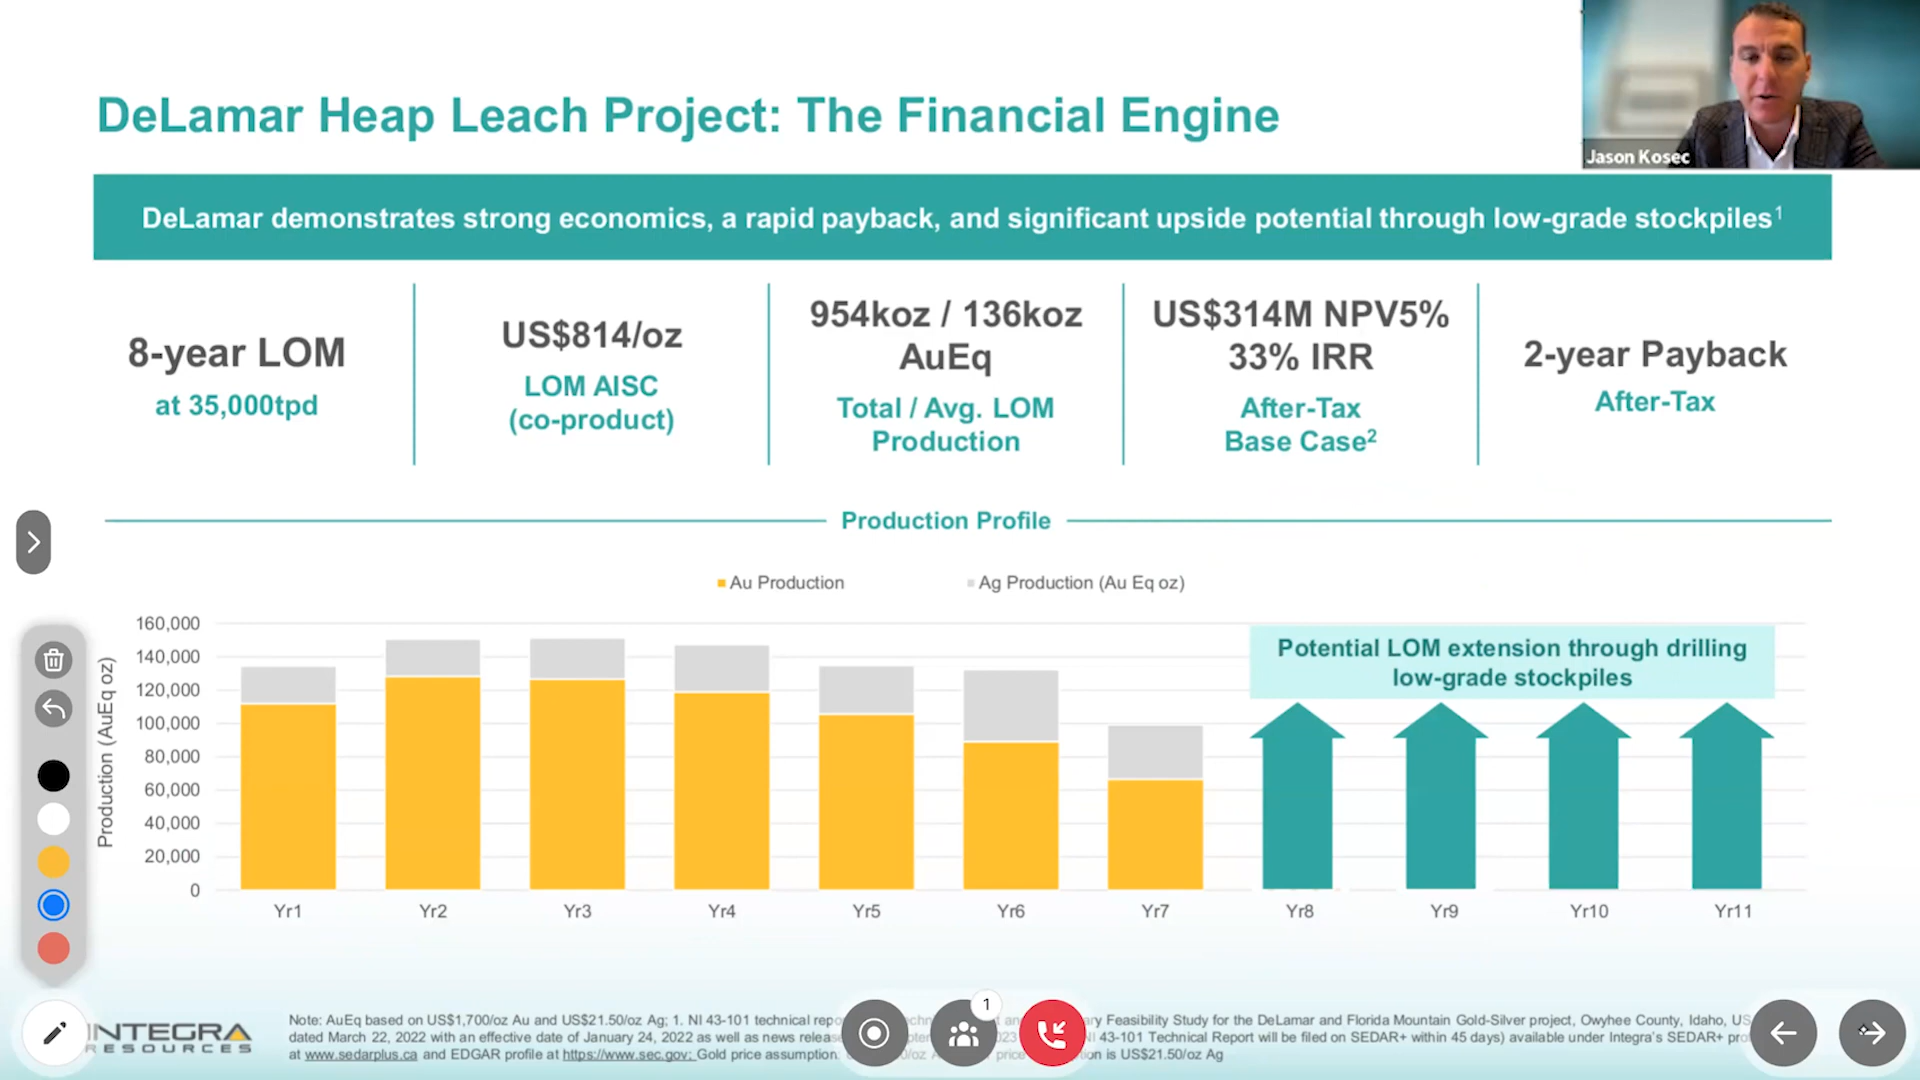 DeLamar Heap Leach Project: The Financial Engine
Jason Kosec
DeLamar demonstrates strong economics, a rapid payback, and significant upside potential through low-grade stockpiles1
8-year LOM
at 35,000tpd
US$814/oz
LOM AISC
(co-product)
954koz / 136koz
AuEq
Total / Avg. LOM
Production
US$314M NPV5%
33% IRR
After-Tax
Base Case2
2-year Payback
After-Tax
Production Profile
Au Production
Ag Production (Au Eq oz)
Production (AuEq oz)
160,000
140,000
120,000
100,000
80,000
60,000
40,000
20,000
0
Potential LOM extension through drilling
low-grade stockpiles
Yr1 Yr2 Yr3 Yr4 Yr5 Yr6 Yr7 Yr8 Yr9 Yr10 Yr11
1
INTEGRA
RESOURCES
Note: AuEq based on US$1,700/oz Au and US$21.50/oz Ag; 1. NI 43-101 technical Feasibility Study for the DeLamar and Florida Mountain Gold-Silver project, Owyhee County, Idaho,
dated March 22, 2022 with an effective date of January 24, 2022 as well as news 43-101 Technical Report will be filed on SEDAR+ within 45 days) available under Integra's SEDAR+
at www.sedarplus.ca and EDGAR profile at https://www.sec.gov; Gold price assumption is US$21.50/oz Ag